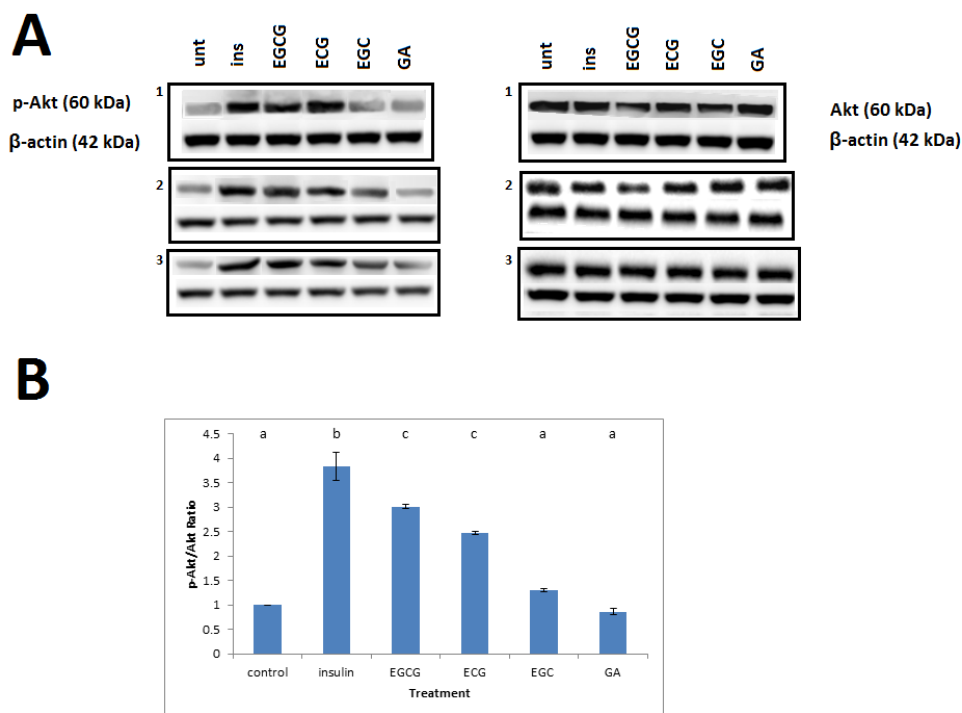 A
unt ins EGCG ECG EGC GA
unt ins EGCG ECG EGC GA
1
p-Akt (60 kDa)
β-actin (42 kDa)
1
Akt (60 kDa)
β-actin (42 kDa)
2
2
3
3
B
a b c c a a
4.5
4
3.5
3
2.5
2
1.5
1
0.5
0
p-Akt/Akt Ratio
control insulin EGCG ECG EGC GA
Treatment